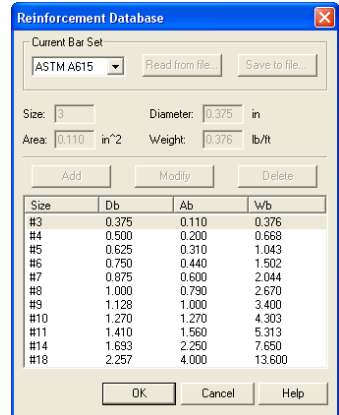 Reinforcement Database
Current Bar Set
ASTM A615 Read from file... Save to file...
Size: 3 Diameter: 0.375 in
Area: 0.110 in^2 Weight: 0.376 lb/ft
Add Modify Delete
Size Db Ab Wb
#3 0.375 0.110 0.376
#4 0.500 0.200 0.668
#5 0.625 0.310 1.043
#6 0.750 0.440 1.502
#7 0.875 0.600 2.044
#8 1.000 0.790 2.670
#9 1.128 1.000 3.400
#10 1.270 1.270 4.303
#11 1.410 1.560 5.313
#14 1.693 2.250 7.650
#18 2.257 4.000 13.600
OK Cancel Help